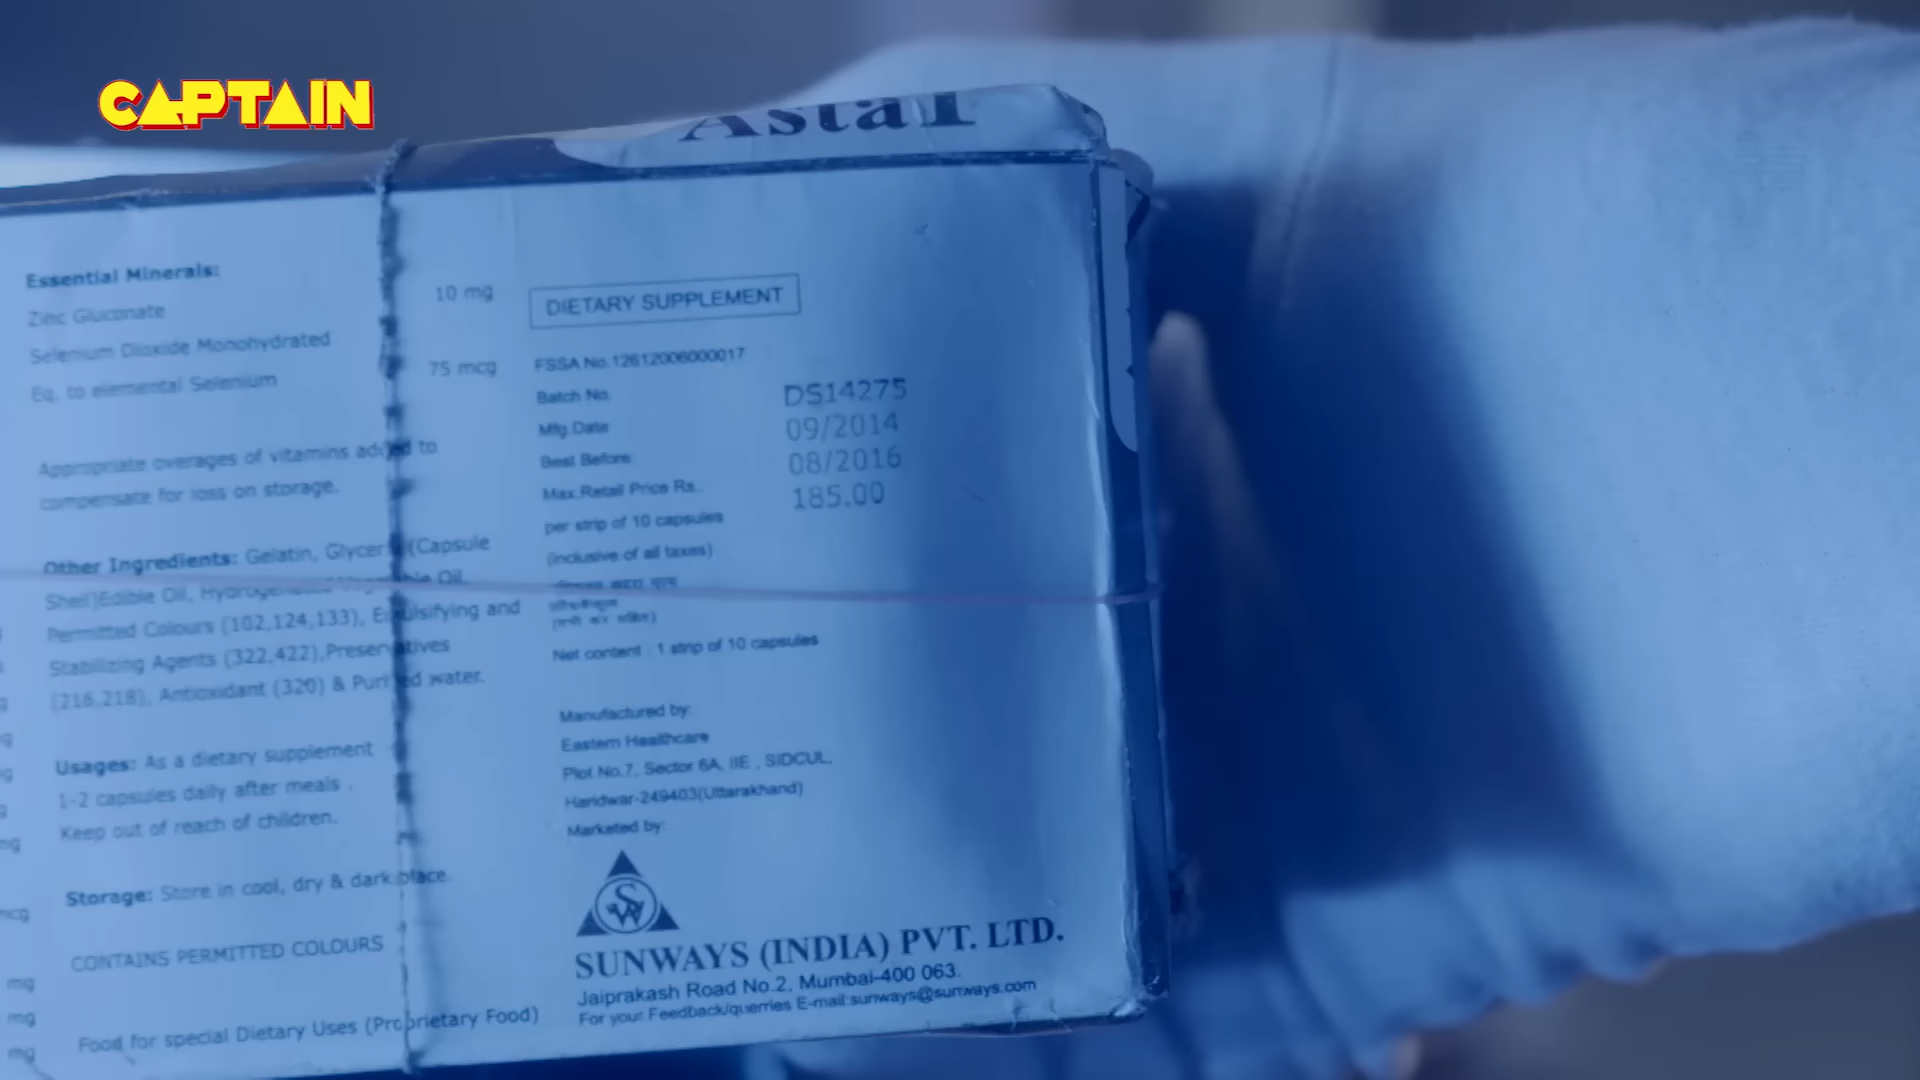 CAPTAIN
Essential Minerals:
Zinc Gluconate 10 mg
Selenium Dioxide Monohydrated
Eq. to elemental Selenium 75 mcg
Appropriate overages of vitamins added to
compensate for loss on storage.
Other Ingredients: Gelatin, (Capsule
Shell)Edible Oil, Oil,
Permitted Colours (102,124,133), Emulsifying and
Stabilizing Agents (322,422),Preservatives
(216,218), Antioxidant (320) & Purified water.
Usages: As a dietary supplement
1-2 capsules daily after meals .
Keep out of reach of children.
Storage: Store in cool, dry & dark place.
CONTAINS PERMITTED COLOURS
Food for special Dietary Uses (Proprietary Food)
DIETARY SUPPLEMENT
FSSA No.12612006000017
Batch No. DS14275
Mfg.Date 09/2014
Best Before: 08/2016
Max.Retail Price Rs.. 185.00
per strip of 10 capsules
(inclusive of all taxes)
Net content : 1 strip of 10 capsules
Manufactured by:
Eastern Healthcare
Plot No.7, Sector 6A, IIE , SIDCUL,
Haridwar-249403(Uttarakhand)
Marketed by:
SW
SUNWAYS (INDIA) PVT. LTD.
Jaiprakash Road No.2, Mumbai-400 063.
For your Feedback/querries E-mail:sunways@sunways.com